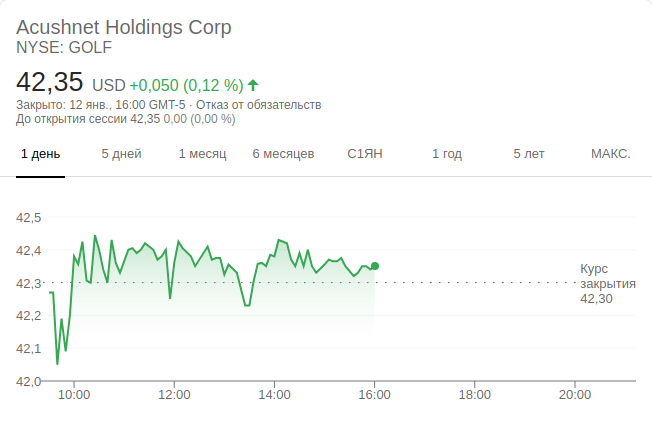 Acushnet Holdings Corp
NYSE: GOLF
42,35 USD +0,050 (0,12 %)
Закрыто: 12 янв., 16:00 GMT-5 · Отказ от обязательств
До открытия сессии 42,35 0,00 (0,00 %)
1 день 5 дней 1 месяц 6 месяцев С1ЯН 1 год 5 лет МАКС.
42,5
42,4
42,3
42,2
42,1
42,0
Курс
закрытия
42,30
10:00 12:00 14:00 16:00 18:00 20:00